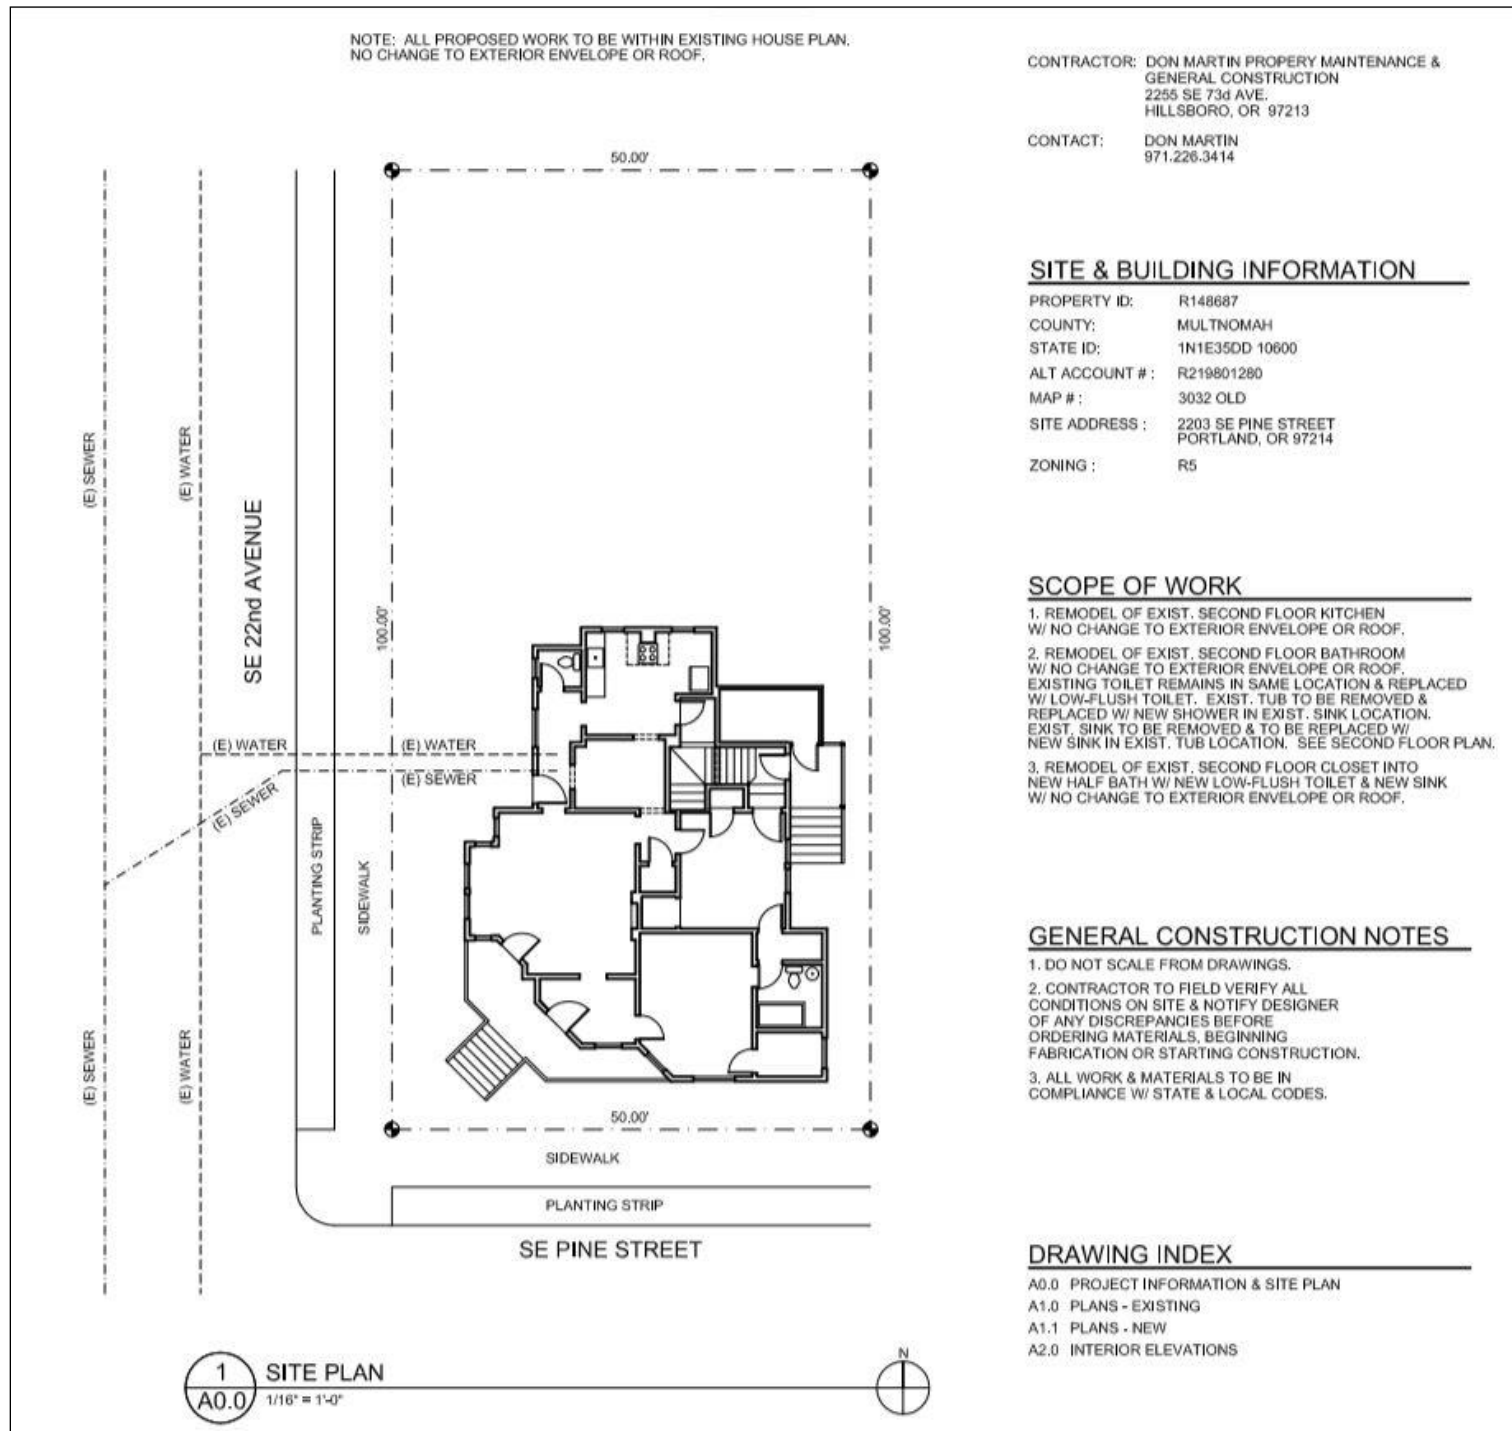 NOTE: ALL PROPOSED WORK TO BE WITHIN EXISTING HOUSE PLAN.
NO CHANGE TO EXTERIOR ENVELOPE OR ROOF.
50.00'
100.00'
100.00'
50.00'
(E) SEWER
(E) WATER
SE 22nd AVENUE
(E) WATER
(E) WATER
(E) SEWER
(E) SEWER
PLANTING STRIP
SIDEWALK
(E) SEWER
(E) WATER
SIDEWALK
PLANTING STRIP
SE PINE STREET
1
A0.0
SITE PLAN
1/16" = 1'-0"
N
CONTRACTOR: DON MARTIN PROPERY MAINTENANCE &
GENERAL CONSTRUCTION
2255 SE 73d AVE.
HILLSBORO, OR 97213
CONTACT: DON MARTIN
971.226.3414
SITE & BUILDING INFORMATION
PROPERTY ID: R148687
COUNTY: MULTNOMAH
STATE ID: 1N1E35DD 10600
ALT ACCOUNT # : R219801280
MAP # : 3032 OLD
SITE ADDRESS : 2203 SE PINE STREET
PORTLAND, OR 97214
ZONING : R5
SCOPE OF WORK
1. REMODEL OF EXIST. SECOND FLOOR KITCHEN
W/ NO CHANGE TO EXTERIOR ENVELOPE OR ROOF.
2. REMODEL OF EXIST. SECOND FLOOR BATHROOM
W/ NO CHANGE TO EXTERIOR ENVELOPE OR ROOF.
EXISTING TOILET REMAINS IN SAME LOCATION & REPLACED
W/ LOW-FLUSH TOILET. EXIST. TUB TO BE REMOVED &
REPLACED W/ NEW SHOWER IN EXIST. SINK LOCATION.
EXIST. SINK TO BE REMOVED & TO BE REPLACED W/
NEW SINK IN EXIST. TUB LOCATION. SEE SECOND FLOOR PLAN.
3. REMODEL OF EXIST. SECOND FLOOR CLOSET INTO
NEW HALF BATH W/ NEW LOW-FLUSH TOILET & NEW SINK
W/ NO CHANGE TO EXTERIOR ENVELOPE OR ROOF.
GENERAL CONSTRUCTION NOTES
1. DO NOT SCALE FROM DRAWINGS.
2. CONTRACTOR TO FIELD VERIFY ALL
CONDITIONS ON SITE & NOTIFY DESIGNER
OF ANY DISCREPANCIES BEFORE
ORDERING MATERIALS, BEGINNING
FABRICATION OR STARTING CONSTRUCTION.
3. ALL WORK & MATERIALS TO BE IN
COMPLIANCE W/ STATE & LOCAL CODES.
DRAWING INDEX
A0.0 PROJECT INFORMATION & SITE PLAN
A1.0 PLANS - EXISTING
A1.1 PLANS - NEW
A2.0 INTERIOR ELEVATIONS